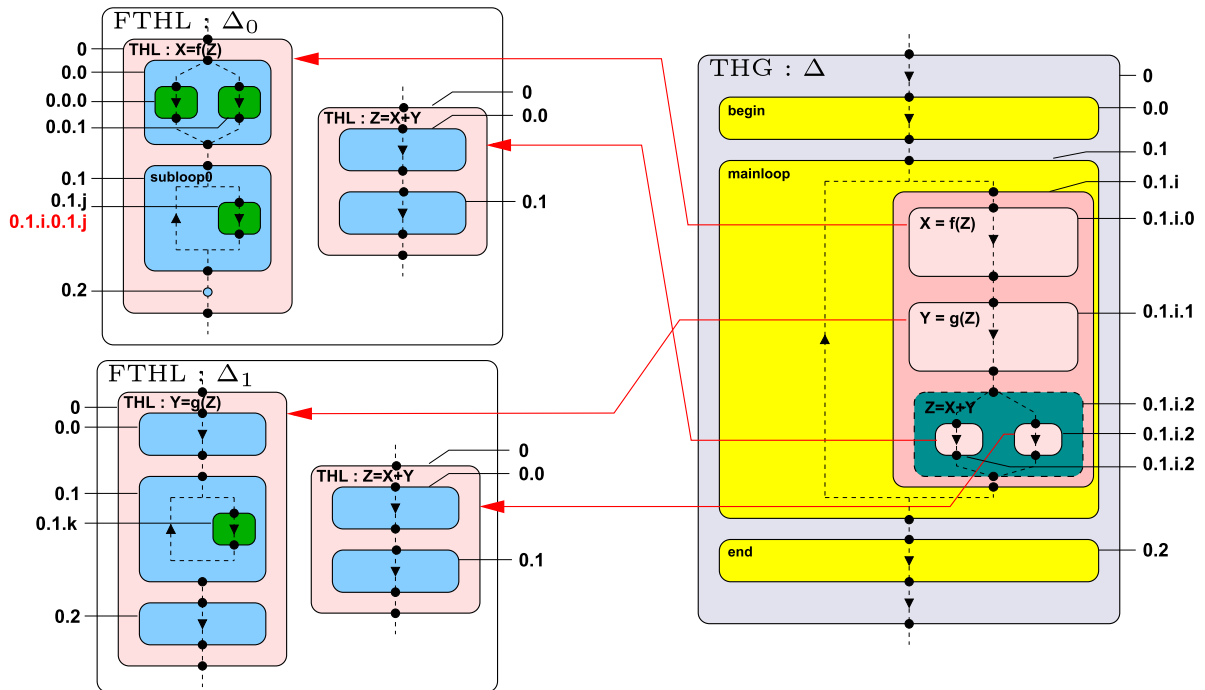 FTHL : Δ0
THL : X=f(Z)
0
0.0
0.0.0
0.0.1
0.1
subloop0
0.1.j
0.1.i.0.1.j
0.2
0
0.0
THL : Z=X+Y
0.1
FTHL : Δ1
THL : Y=g(Z)
0
0.0
0.1
0.1.k
0.2
0
0.0
THL : Z=X+Y
0.1
THG : Δ
0
begin
0.0
0.1
mainloop
0.1.i
X = f(Z)
0.1.i.0
Y = g(Z)
0.1.i.1
Z=X+Y
0.1.i.2
0.1.i.2
0.1.i.2
end
0.2